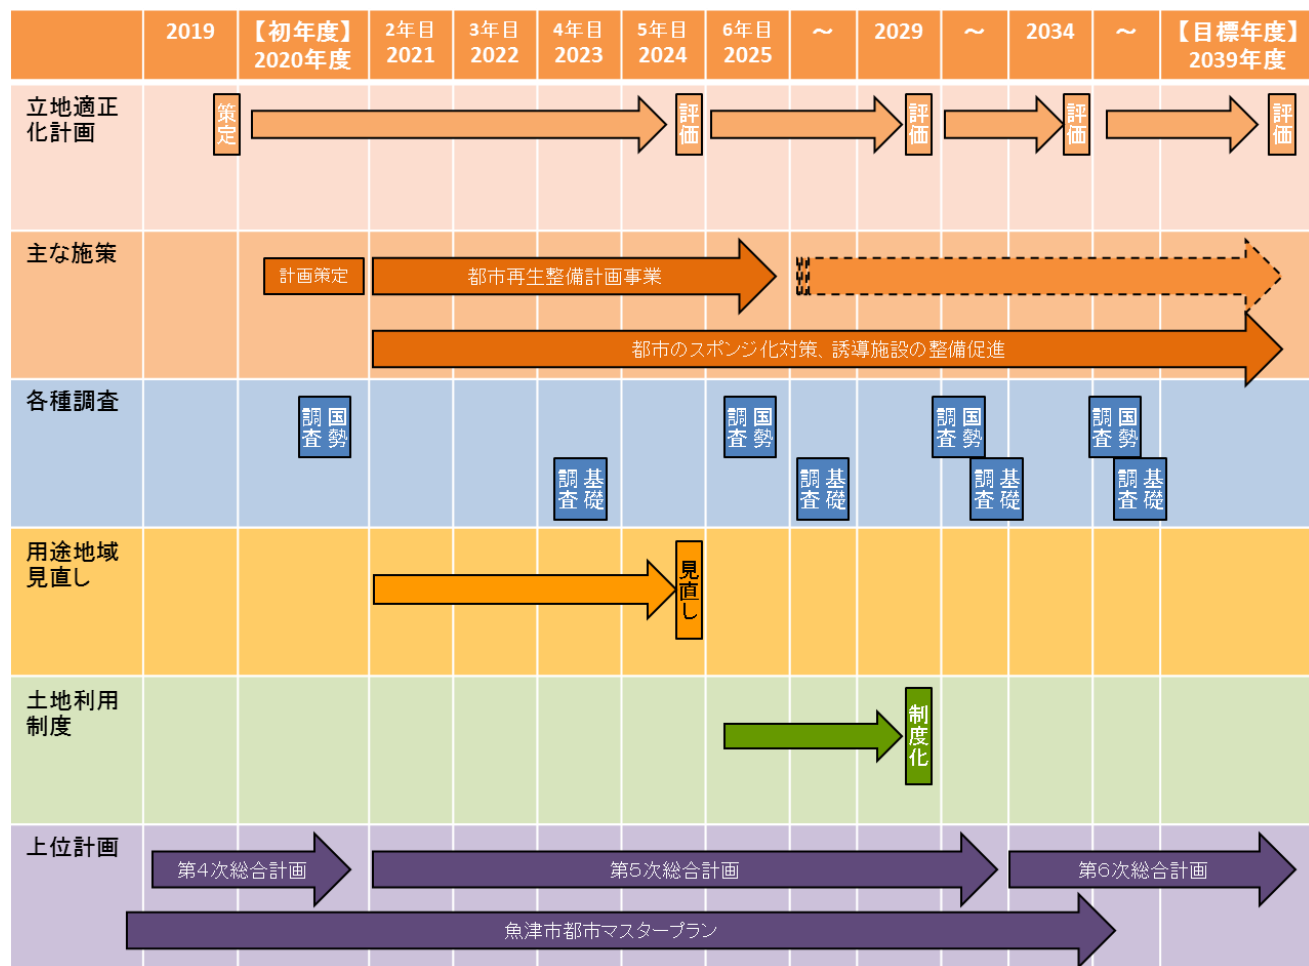 2019
【初年度】
2020年度
2年目
2021
3年目
2022
4年目
2023
5年目
2024
6年目
2025
～
2029
～
2034
～
【目標年度】
2039年度
立地適正
化計画
策定
評価
評価
評価
評価
主な施策
計画策定
都市再生整備計画事業
都市のスポンジ化対策、誘導施設の整備促進
各種調査
国勢
調査
国勢
調査
国勢
調査
国勢
調査
基礎
調査
基礎
調査
基礎
調査
基礎
調査
用途地域
見直し
見直し
土地利用
制度
制度化
上位計画
第４次総合計画
第５次総合計画
第６次総合計画
魚津市都市マスタープラン